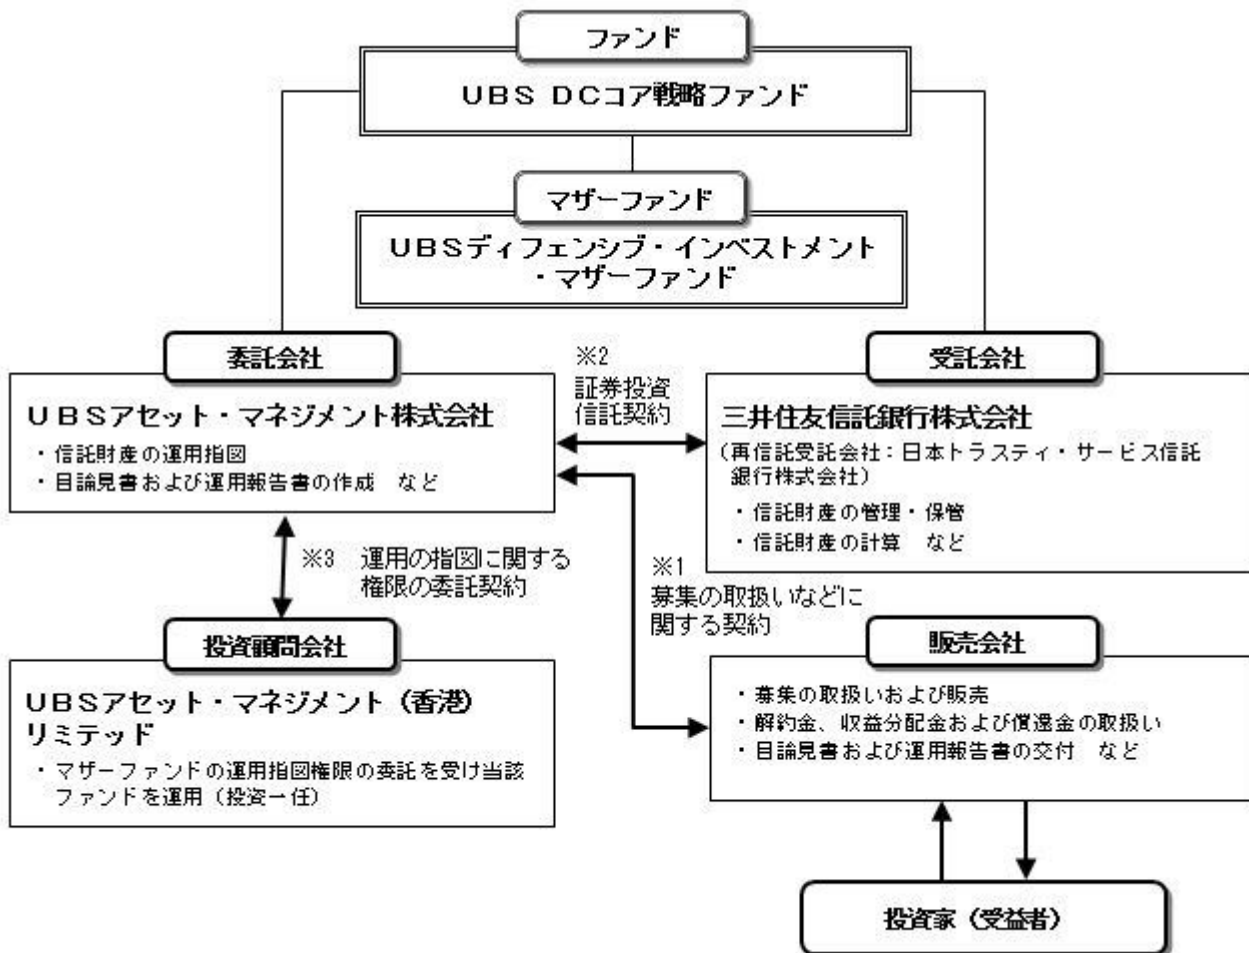 ファンド
UBS DCコア戦略ファンド
マザーファンド
UBSディフェンシブ・インベストメント
・マザーファンド
委託会社
UBSアセット・マネジメント株式会社
・信託財産の運用指図
・目論見書および運用報告書の作成 など
※2
証券投資
信託契約
受託会社
三井住友信託銀行株式会社
(再信託受託会社:日本トラスティ・サービス信託
銀行株式会社)
・信託財産の管理・保管
・信託財産の計算 など
※3 運用の指図に関する
権限の委託契約
※1
募集の取扱いなどに
関する契約
投資顧問会社
UBSアセット・マネジメント(香港)
リミテッド
・マザーファンドの運用指図権限の委託を受け当該
ファンドを運用(投資一任)
販売会社
・募集の取扱いおよび販売
・解約金、収益分配金および償還金の取扱い
・目論見書および運用報告書の交付 など
投資家(受益者)